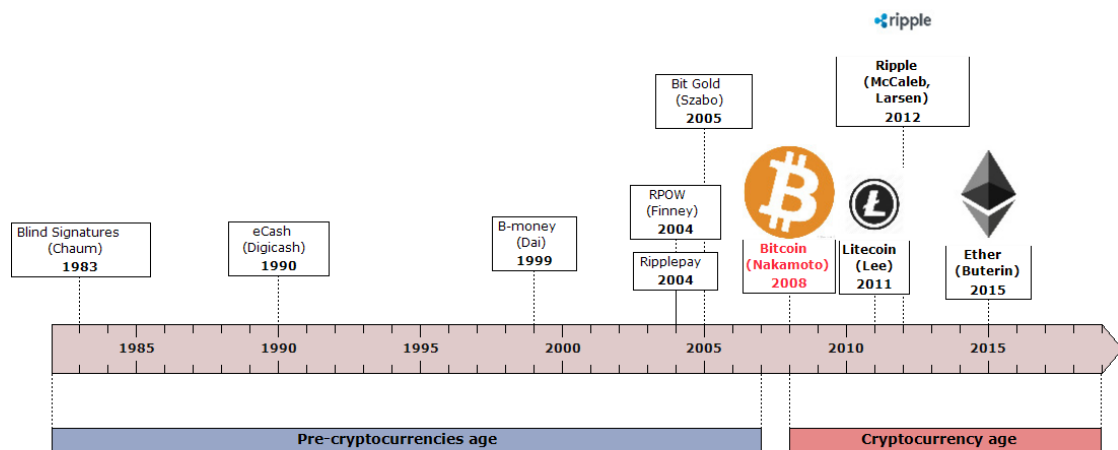 ripple
Ripple
(McCaleb,
Larsen)
2012
Bit Gold
(Szabo)
2005
RPOW
(Finney)
2004
Blind Signatures
(Chaum)
1983
eCash
(Digicash)
1990
B-money
(Dai)
1999
Ripplepay
2004
Bitcoin
(Nakamoto)
2008
Litecoin
(Lee)
2011
Ether
(Buterin)
2015
1985
1990
1995
2000
2005
2010
2015
Pre-cryptocurrencies age
Cryptocurrency age